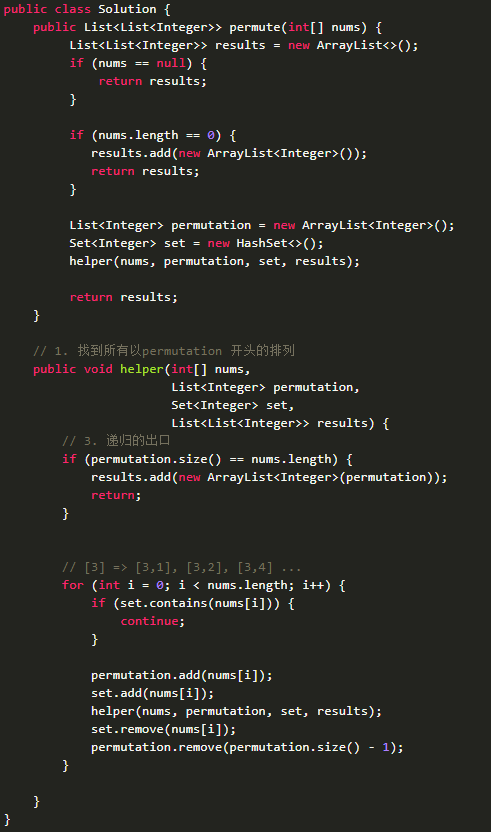 public class Solution {
    public List<List<Integer>> permute(int[] nums) {
         List<List<Integer>> results = new ArrayList<>();
         if (nums == null) {
             return results;
         }

         if (nums.length == 0) {
            results.add(new ArrayList<Integer>());
            return results;
         }

         List<Integer> permutation = new ArrayList<Integer>();
         Set<Integer> set = new HashSet<>();
         helper(nums, permutation, set, results);

         return results;
    }

    // 1. 找到所有以permutation 开头的排列
    public void helper(int[] nums,
                       List<Integer> permutation,
                       Set<Integer> set,
                       List<List<Integer>> results) {
        // 3. 递归的出口
        if (permutation.size() == nums.length) {
            results.add(new ArrayList<Integer>(permutation));
            return;
        }


        // [3] => [3,1], [3,2], [3,4] ...
        for (int i = 0; i < nums.length; i++) {
            if (set.contains(nums[i])) {
                continue;
            }

            permutation.add(nums[i]);
            set.add(nums[i]);
            helper(nums, permutation, set, results);
            set.remove(nums[i]);
            permutation.remove(permutation.size() - 1);
        }

    }
}